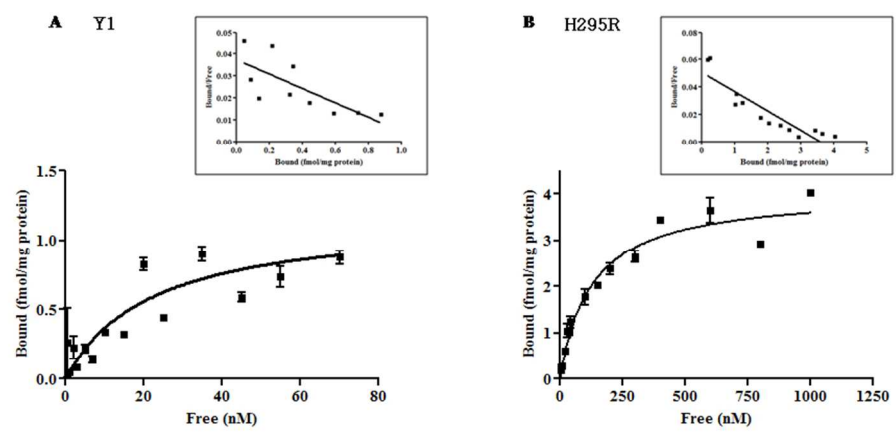 A Y1
0.05
0.04
0.03
0.02
0.01
0.00
Bound/Free
0.0 0.2 0.4 0.6 0.8 1.0
Bound (fmol/mg protein)
1.5
1.0
0.5
0.0
Bound (fmol/mg protein)
0 20 40 60 80
Free (nM)
B H295R
0.08
0.06
0.04
0.02
0.00
Bound/Free
0 1 2 3 4 5
Bound (fmol/mg protein)
4
3
2
1
0
Bound (fmol/mg protein)
0 250 500 750 1000 1250
Free (nM)